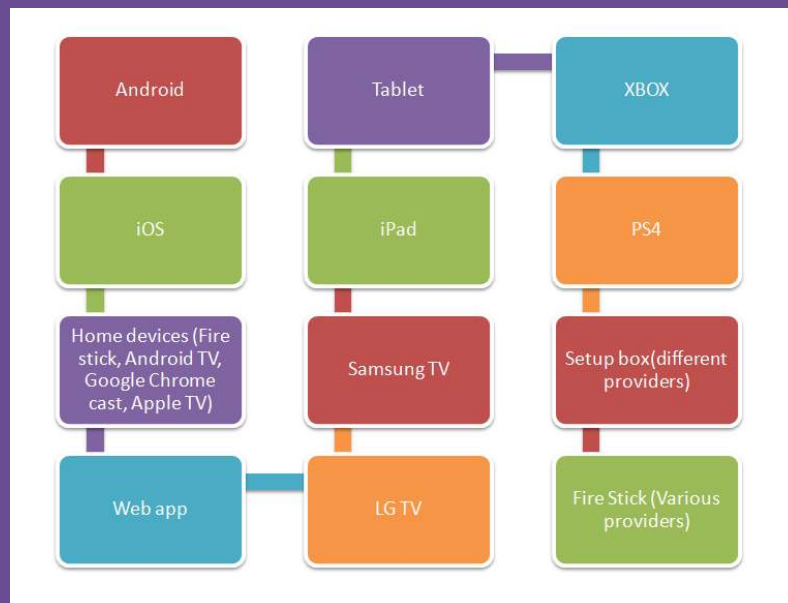 Android
iOS
Home devices (Fire
stick, Android TV,
Google Chrome
cast, Apple TV)
Web app
LG TV
Samsung TV
iPad
Tablet
XBOX
PS4
Setup box(different
providers)
Fire Stick (Various
providers)